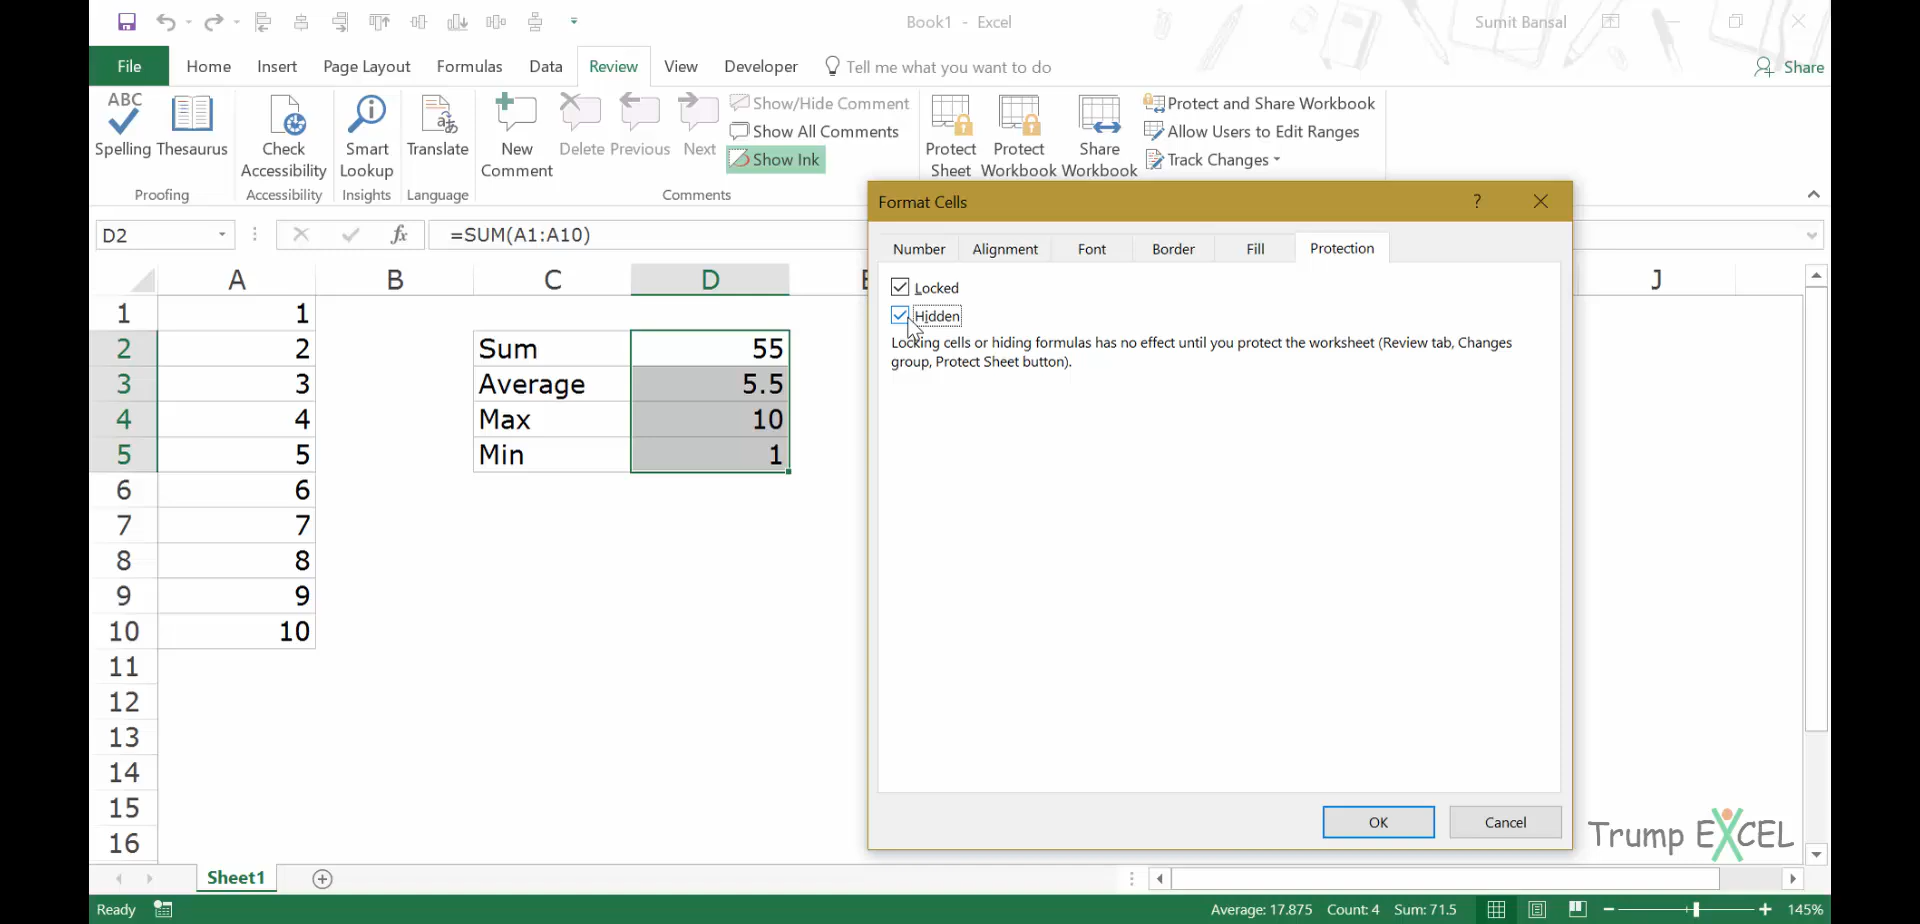 Book1 - Excel
Sumit Bansal
File Home Insert Page Layout Formulas Data Review View Developer Tell me what you want to do Share
ABC
Spelling Thesaurus
Proofing
Check
Accessibility
Accessibility
Smart
Lookup
Insights
Translate
Language
New
Comment
Delete Previous Next
Show/Hide Comment
Show All Comments
Show Ink
Comments
Protect
Sheet
Protect
Workbook
Share
Workbook
Protect and Share Workbook
Allow Users to Edit Ranges
Track Changes
D2 fx =SUM(A1:A10)
A B C D J
1 1
2 2 Sum 55
3 3 Average 5.5
4 4 Max 10
5 5 Min 1
6 6
7 7
8 8
9 9
10 10
11
12
13
14
15
16
Format Cells ?
Number Alignment Font Border Fill Protection
Locked
Hidden
Locking cells or hiding formulas has no effect until you protect the worksheet (Review tab, Changes
group, Protect Sheet button).
OK Cancel
Trump EXCEL
Sheet1
Ready Average: 17.875 Count: 4 Sum: 71.5 145%